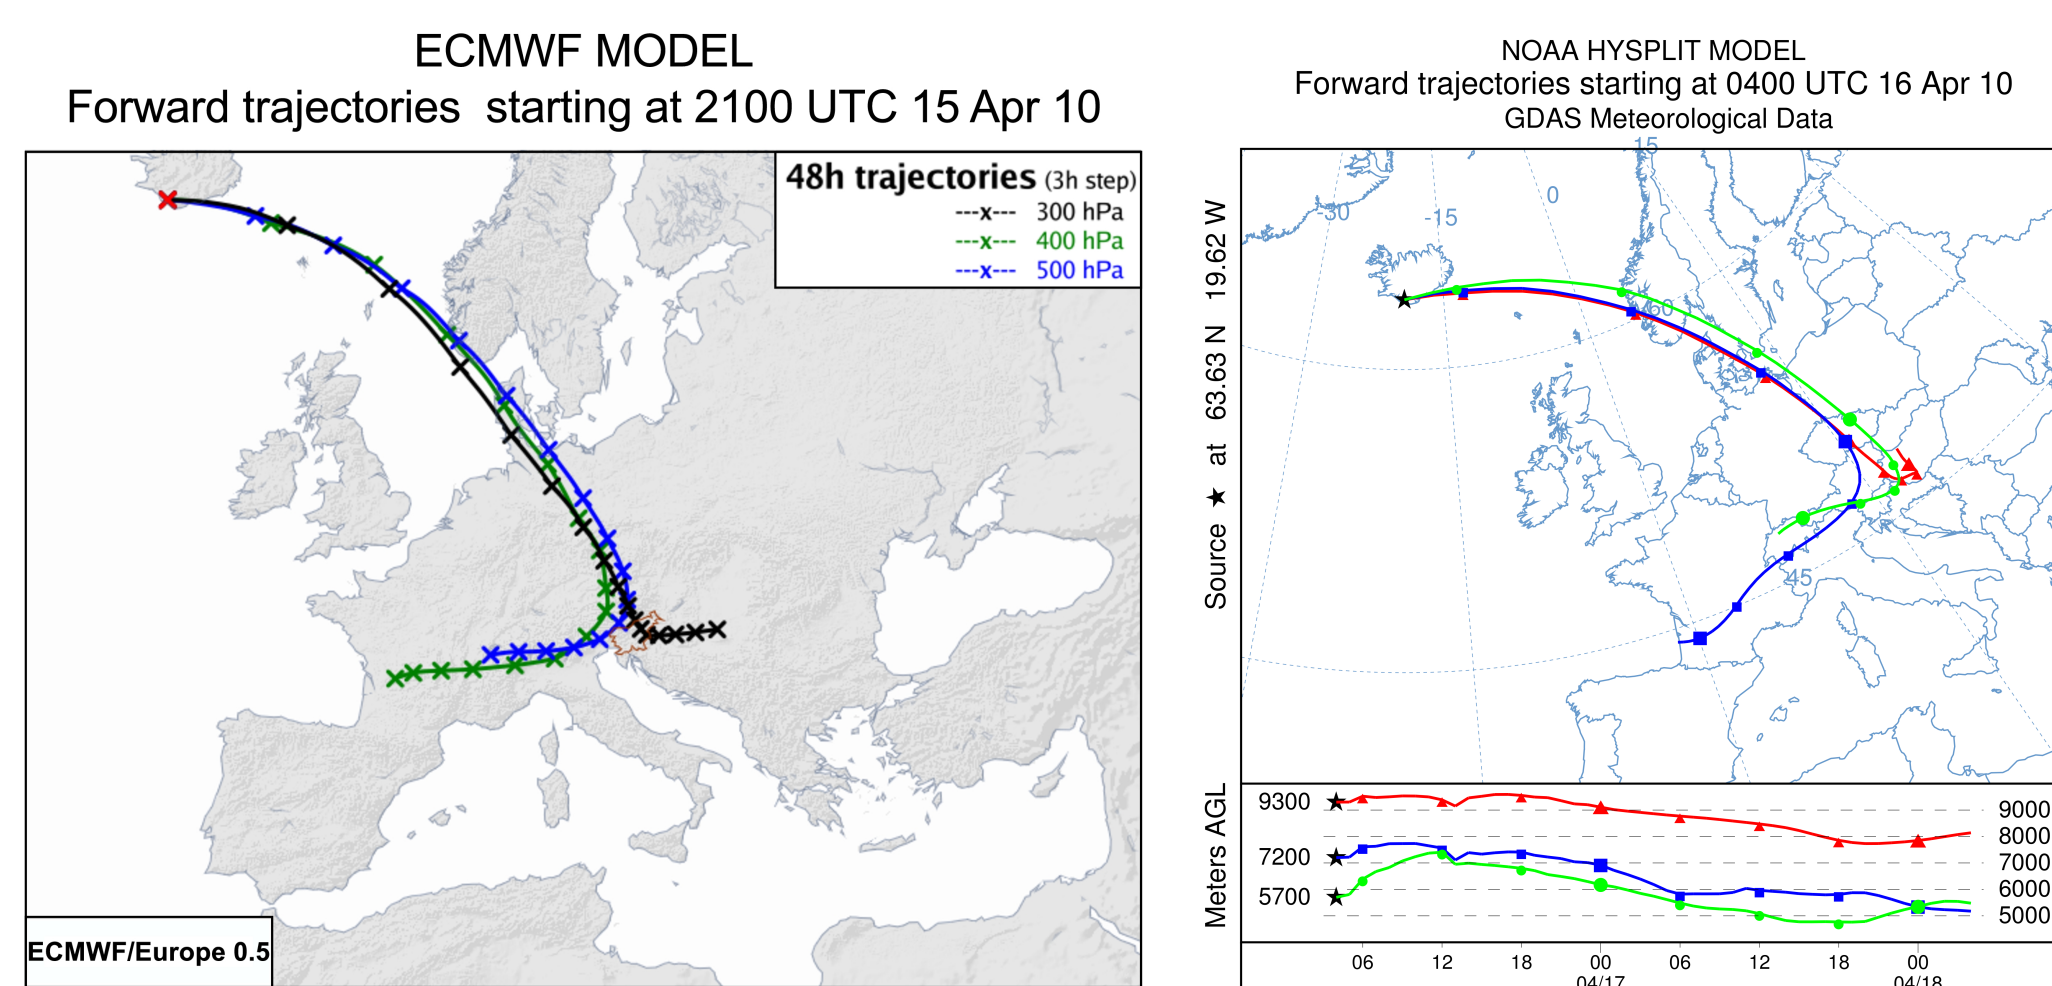 ECMWF MODEL
Forward trajectories starting at 2100 UTC 15 Apr 10
48h trajectories (3h step)
---x--- 300 hPa
---x--- 400 hPa
---x--- 500 hPa
ECMWF/Europe 0.5
NOAA HYSPLIT MODEL
Forward trajectories starting at 0400 UTC 16 Apr 10
GDAS Meteorological Data
Source ★ at 63.63 N 19.62 W
15
0
-15
-30
60
45
Meters AGL
9300
7200
5700
9000
8000
7000
6000
5000
06 12 18 00 06 12 18 00
04/17 04/18